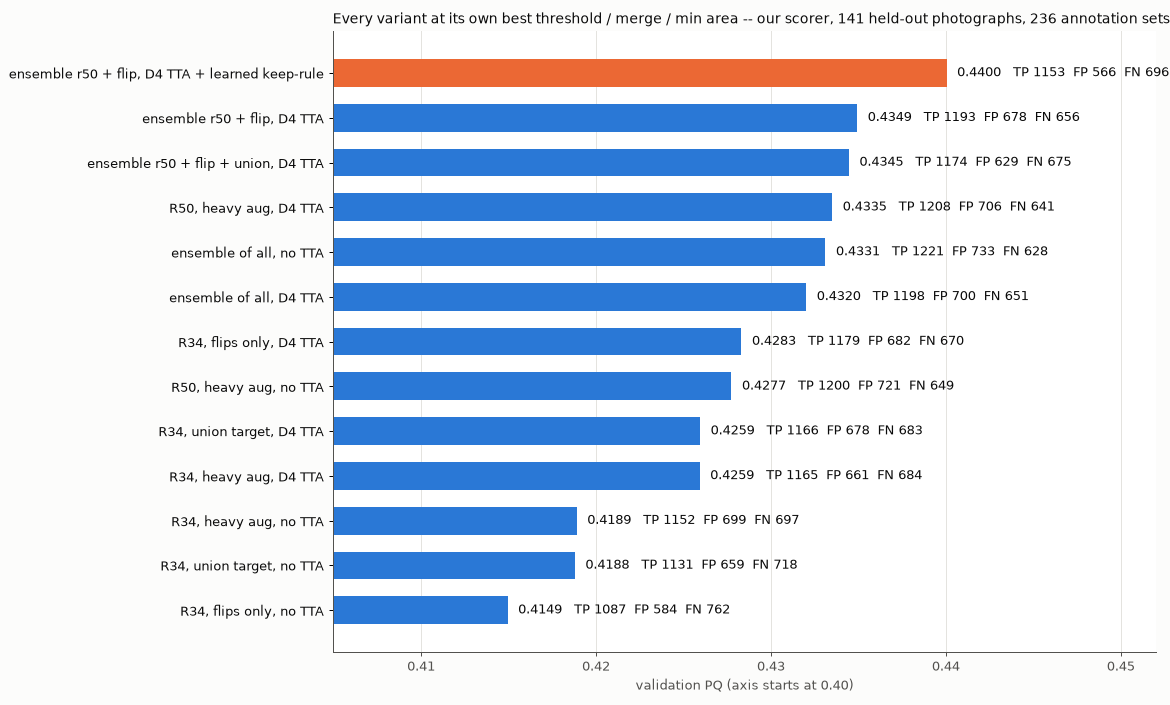 Every variant at its own best threshold / merge / min area -- our scorer, 141 held-out photographs, 236 annotation sets
ensemble r50 + flip, D4 TTA + learned keep-rule 0.4400 TP 1153 FP 566 FN 696
ensemble r50 + flip, D4 TTA 0.4349 TP 1193 FP 678 FN 656
ensemble r50 + flip + union, D4 TTA 0.4345 TP 1174 FP 629 FN 675
R50, heavy aug, D4 TTA 0.4335 TP 1208 FP 706 FN 641
ensemble of all, no TTA 0.4331 TP 1221 FP 733 FN 628
ensemble of all, D4 TTA 0.4320 TP 1198 FP 700 FN 651
R34, flips only, D4 TTA 0.4283 TP 1179 FP 682 FN 670
R50, heavy aug, no TTA 0.4277 TP 1200 FP 721 FN 649
R34, union target, D4 TTA 0.4259 TP 1166 FP 678 FN 683
R34, heavy aug, D4 TTA 0.4259 TP 1165 FP 661 FN 684
R34, heavy aug, no TTA 0.4189 TP 1152 FP 699 FN 697
R34, union target, no TTA 0.4188 TP 1131 FP 659 FN 718
R34, flips only, no TTA 0.4149 TP 1087 FP 584 FN 762
0.41 0.42 0.43 0.44 0.45
validation PQ (axis starts at 0.40)